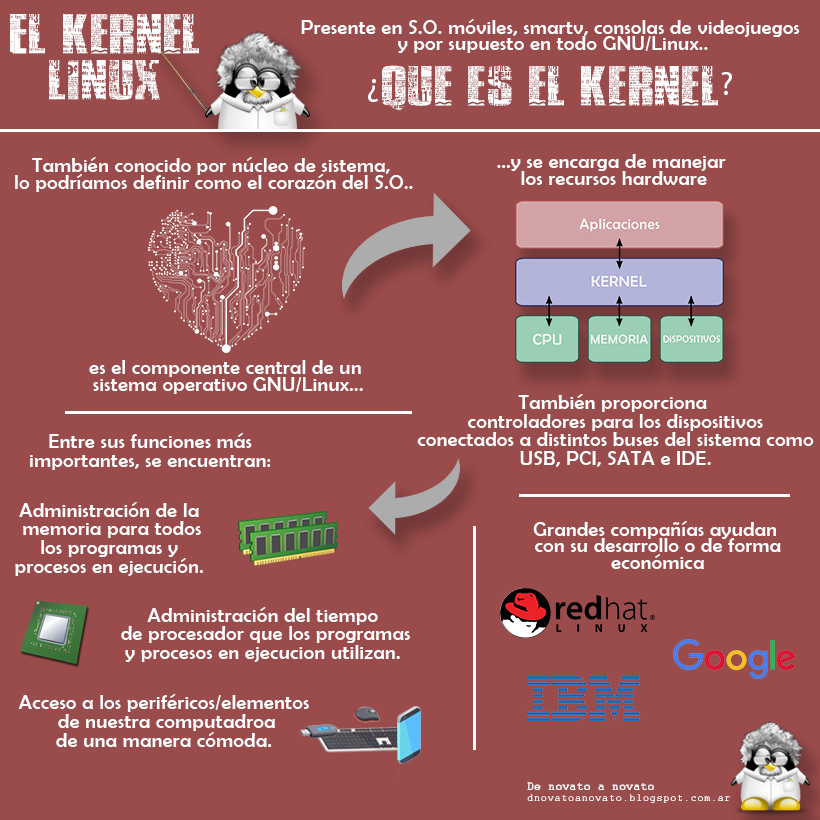 EL KERNEL
LINUX
Presente en S.O. móviles, smartv, consolas de videojuegos
y por supuesto en todo GNU/Linux..
¿QUE ES EL KERNEL?
También conocido por núcleo de sistema,
lo podríamos definir como el corazón del S.O..
es el componente central de un
sistema operativo GNU/Linux...
...y se encarga de manejar
los recursos hardware
Aplicaciones
KERNEL
CPU
MEMORIA
DISPOSITIVOS
También proporciona
controladores para los dispositivos
conectados a distintos buses del sistema como
USB, PCI, SATA e IDE.
Entre sus funciones más
importantes, se encuentran:
Administración de la
memoria para todos
los programas y
procesos en ejecución.
Administración del tiempo
de procesador que los programas
y procesos en ejecucion utilizan.
Acceso a los periféricos/elementos
de nuestra computadroa
de una manera cómoda.
Grandes compañías ayudan
con su desarrollo o de forma
económica
redhat®
LINUX
Google
IBM
De novato a novato
dnovatoanovato.blogspot.com.ar